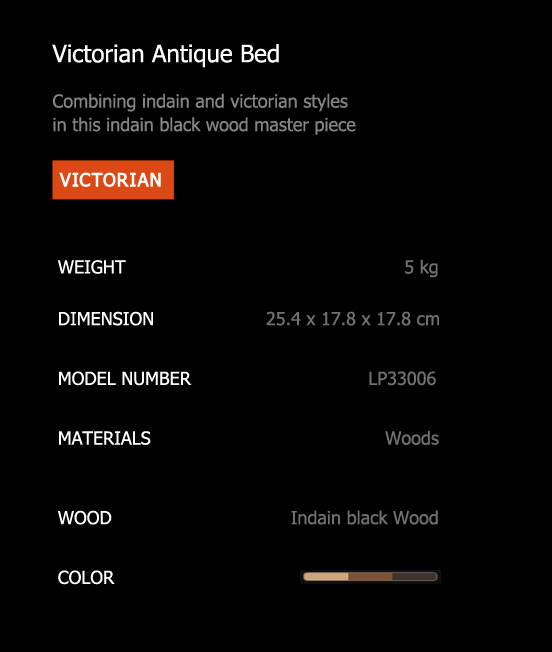 Victorian Antique Bed
Combining indain and victorian styles
in this indain black wood master piece
VICTORIAN
WEIGHT 5 kg
DIMENSION 25.4 x 17.8 x 17.8 cm
MODEL NUMBER LP33006
MATERIALS Woods
WOOD Indain black Wood
COLOR